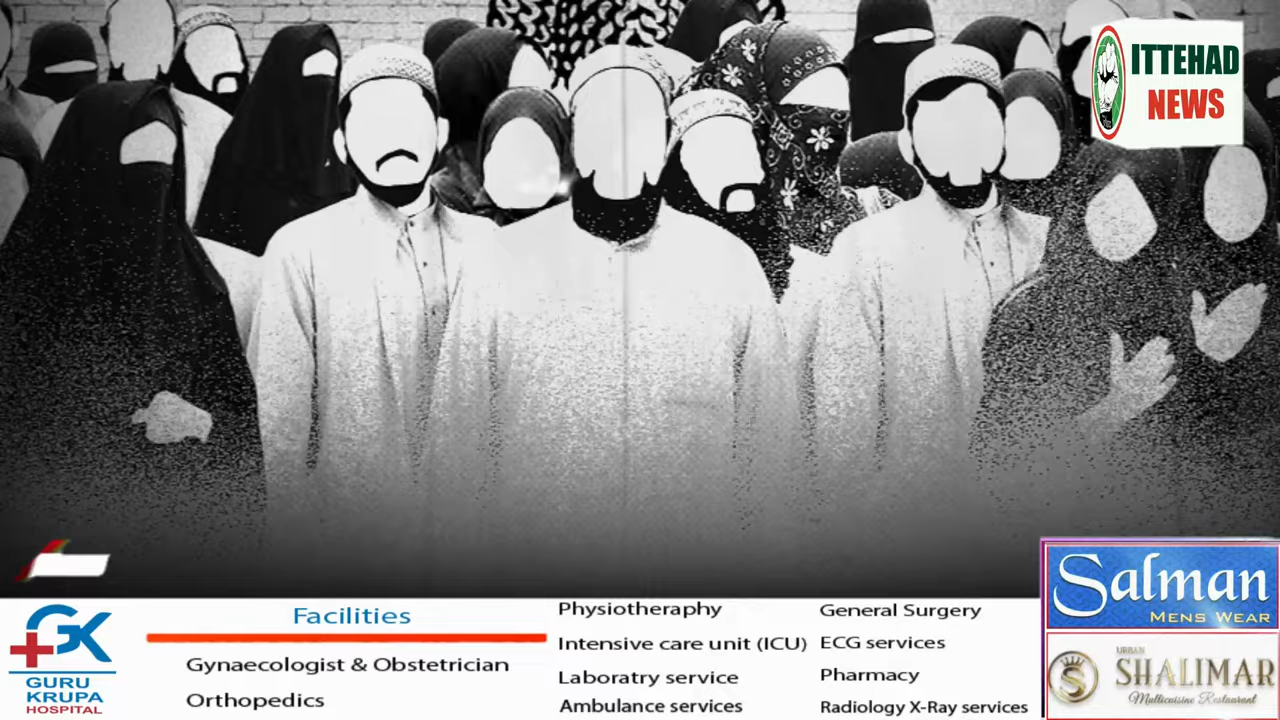 ITTEHAD
NEWS
Salman
MENS WEAR
URBAN
SHALIMAR
Multicuisine Restaurant
GK
GURU
KRUPA
HOSPITAL
Facilities
Gynaecologist & Obstetrician
Orthopedics
Physiotheraphy
Intensive care unit (ICU)
Laboratry service
Ambulance services
General Surgery
ECG services
Pharmacy
Radiology X-Ray services